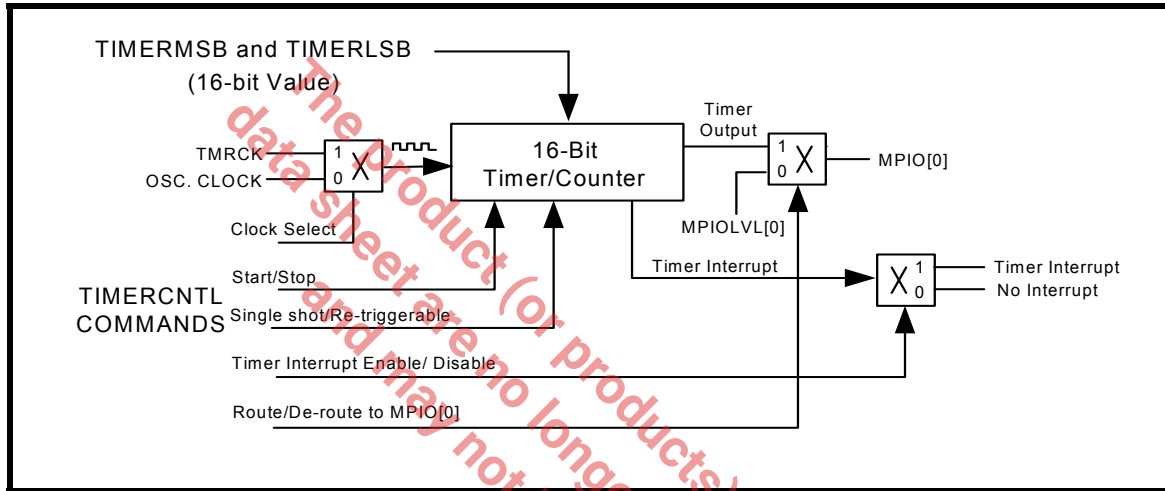 TIMERMSB and TIMERLSB
(16-bit Value)
TMRCK
OSC. CLOCK
1
0
X
Clock Select
16-Bit
Timer/Counter
Timer
Output
1
0
X
MPIO[0]
MPIOLVL[0]
Timer Interrupt
X
1
0
Timer Interrupt
No Interrupt
TIMERCNTL
COMMANDS
Start/Stop
Single shot/Re-triggerable
Timer Interrupt Enable/ Disable
Route/De-route to MPIO[0]
The product (or products)
data sheet are no longe
and may not